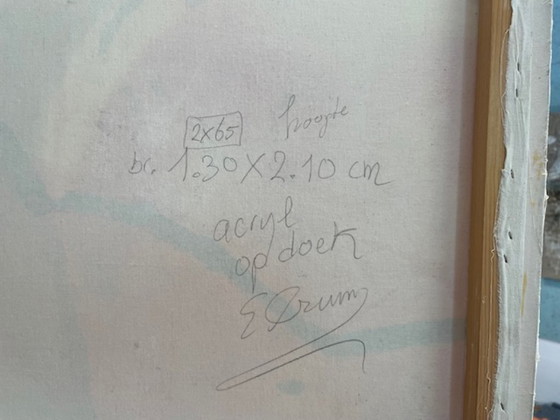 2x65 hoogte
br. 1.30 X 2.10 cm
acryl
op doek